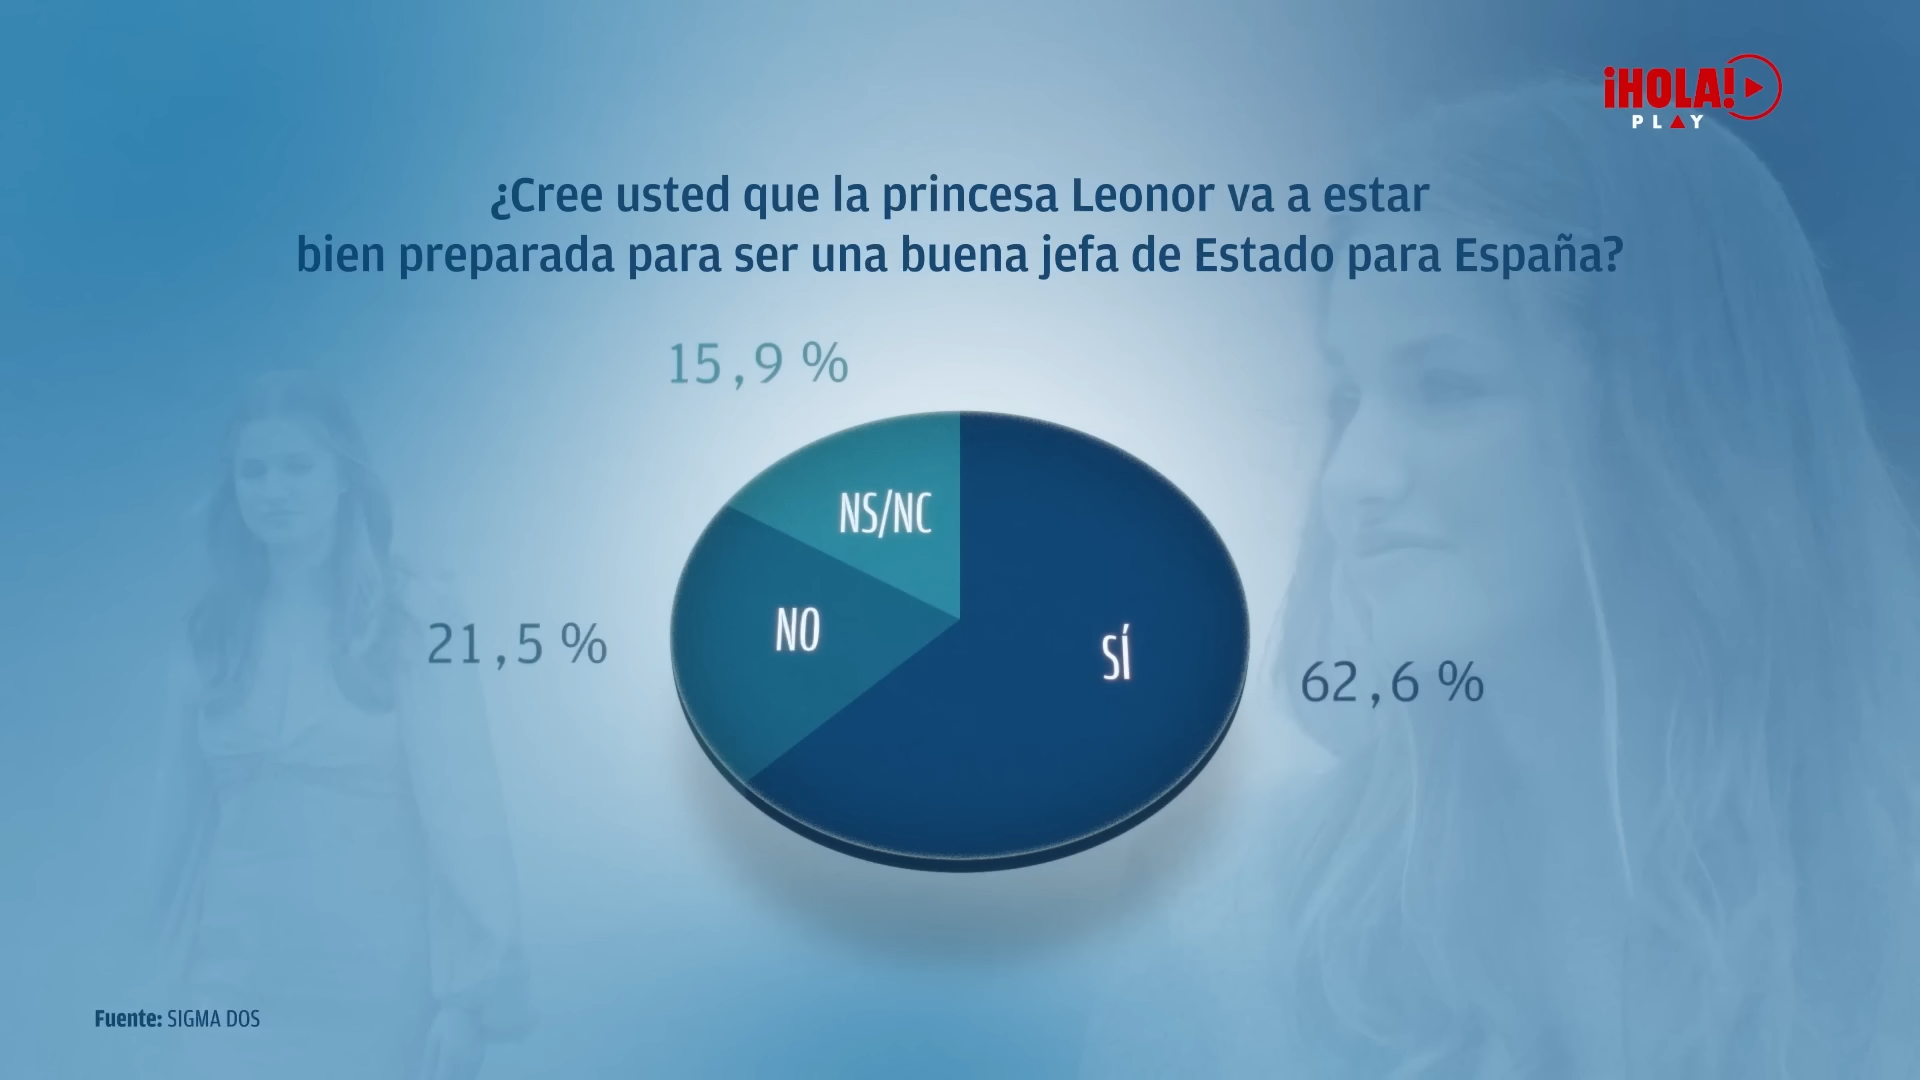 ¡HOLA!
PLAY
¿Cree usted que la princesa Leonor va a estar
bien preparada para ser una buena jefa de Estado para España?
15,9 %
NS/NC
NO
21,5 %
SÍ
62,6 %
Fuente: SIGMA DOS